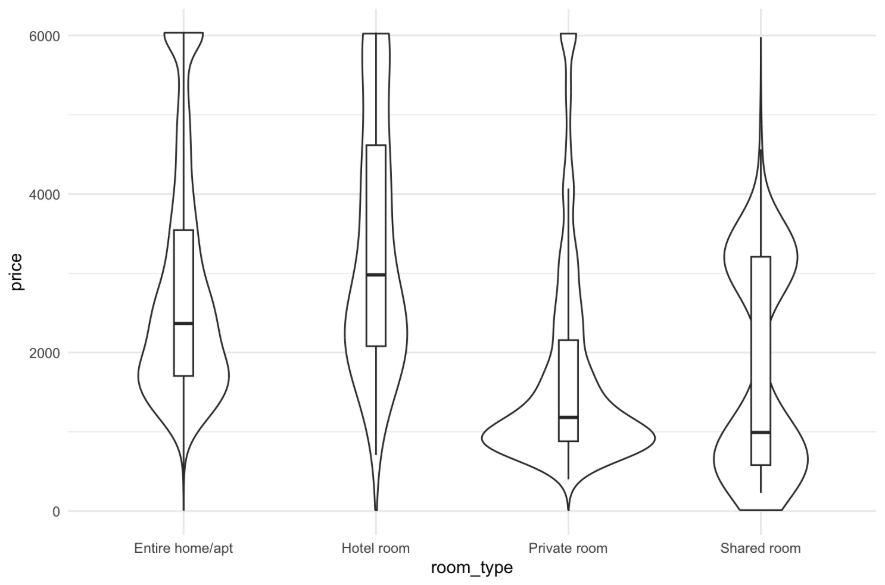 6000
4000
2000
0
price
Entire home/apt
Hotel room
Private room
Shared room
room_type